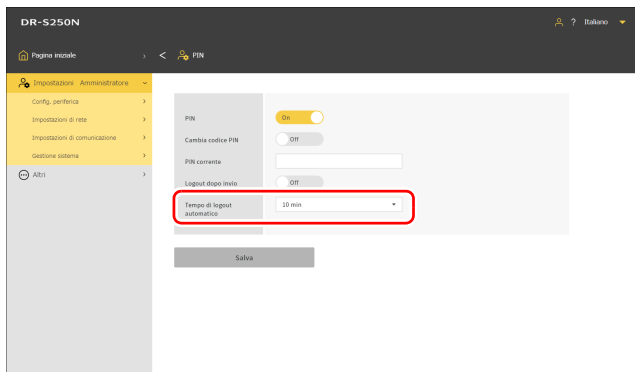 DR-S250N
? Italiano
Pagina iniziale
< PIN
Impostazioni Amministratore
Config. periferica
Impostazioni di rete
Impostazioni di comunicazione
Gestione sistema
Altri
PIN
On
Cambia codice PIN
Off
PIN corrente
Logout dopo invio
Off
Tempo di logout
automatico
10 min
Salva